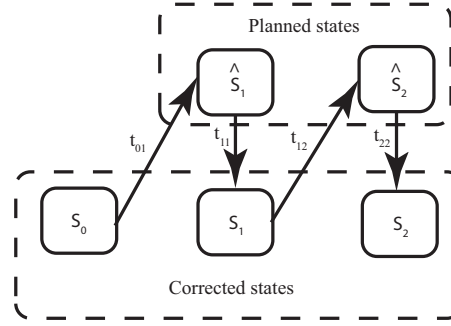 Planned states
Ŝ₁ Ŝ₂
t₀₁ t₁₁ t₁₂ t₂₂
S₀ S₁ S₂
Corrected states